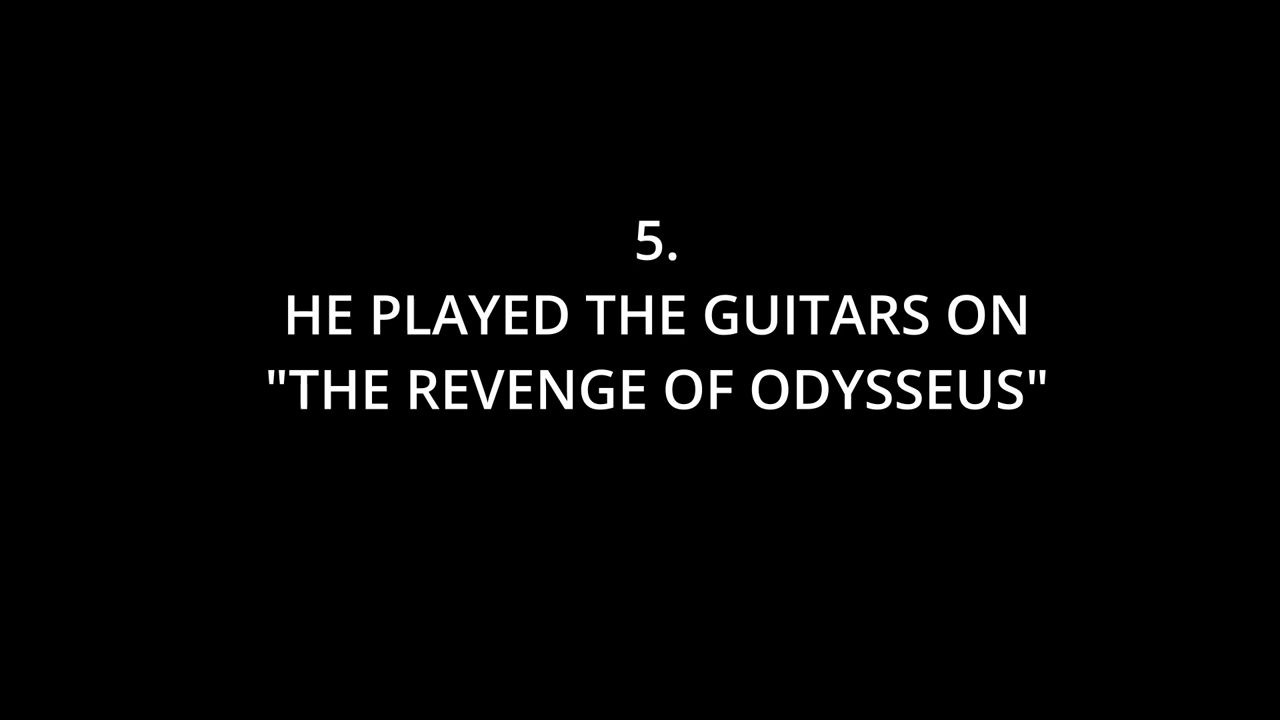 5.
HE PLAYED THE GUITARS ON
"THE REVENGE OF ODYSSEUS"